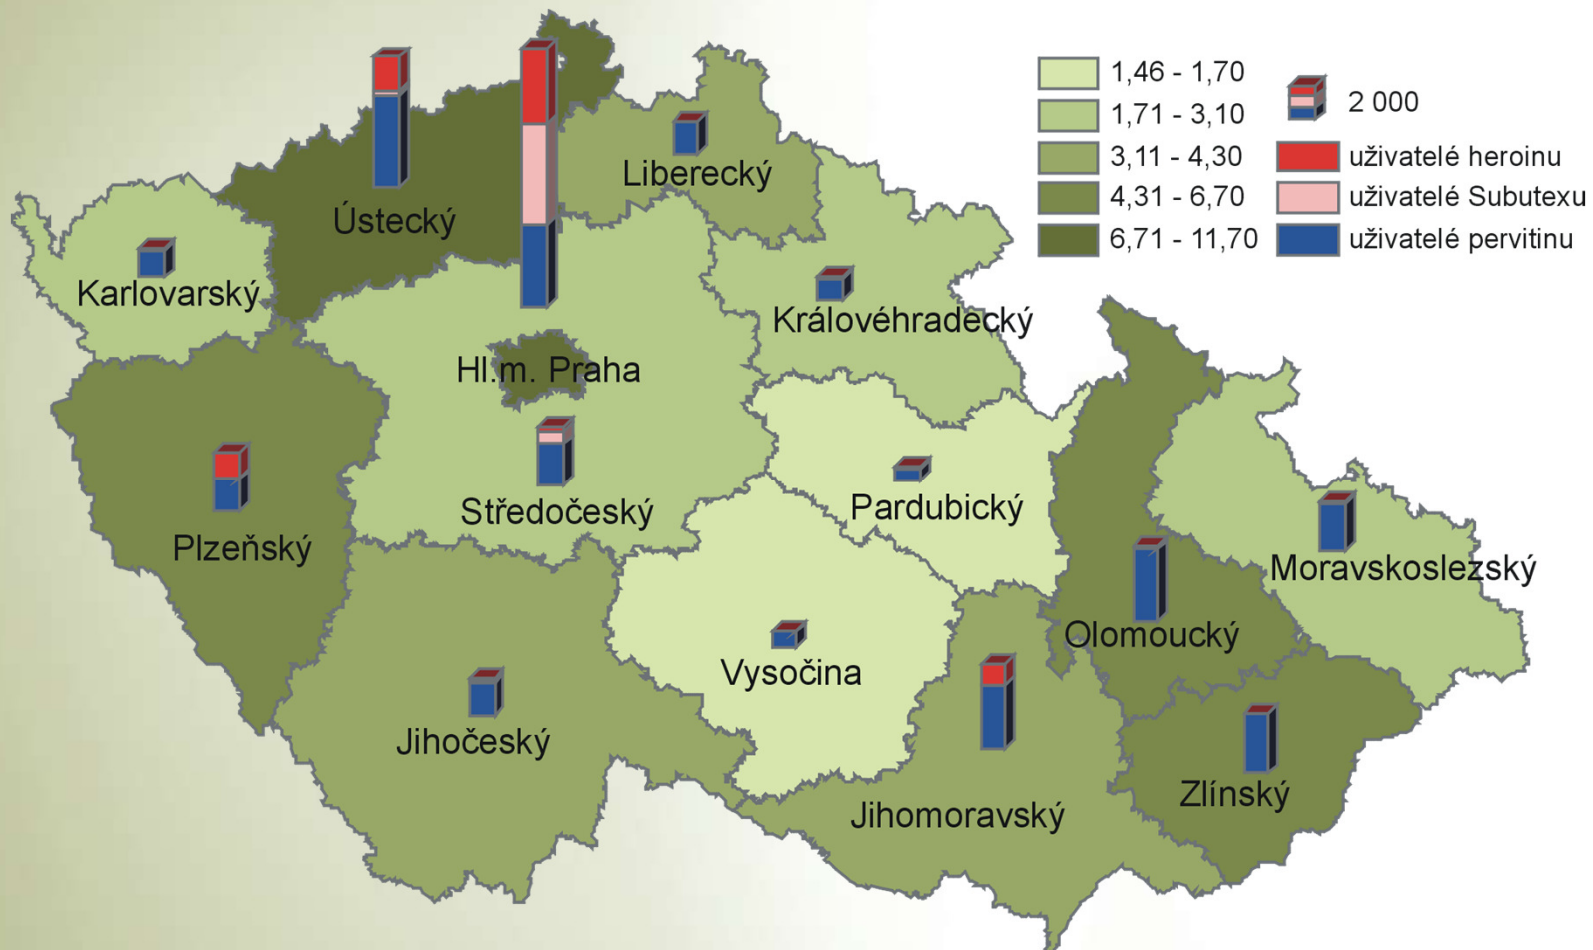 1,46 - 1,70
1,71 - 3,10
3,11 - 4,30
4,31 - 6,70
6,71 - 11,70
2 000
uživatelé heroinu
uživatelé Subutexu
uživatelé pervitinu
Liberecký
Ústecký
Karlovarský
Královéhradecký
Hl.m. Praha
Středočeský
Pardubický
Plzeňský
Moravskoslezský
Olomoucký
Vysočina
Jihočeský
Zlínský
Jihomoravský